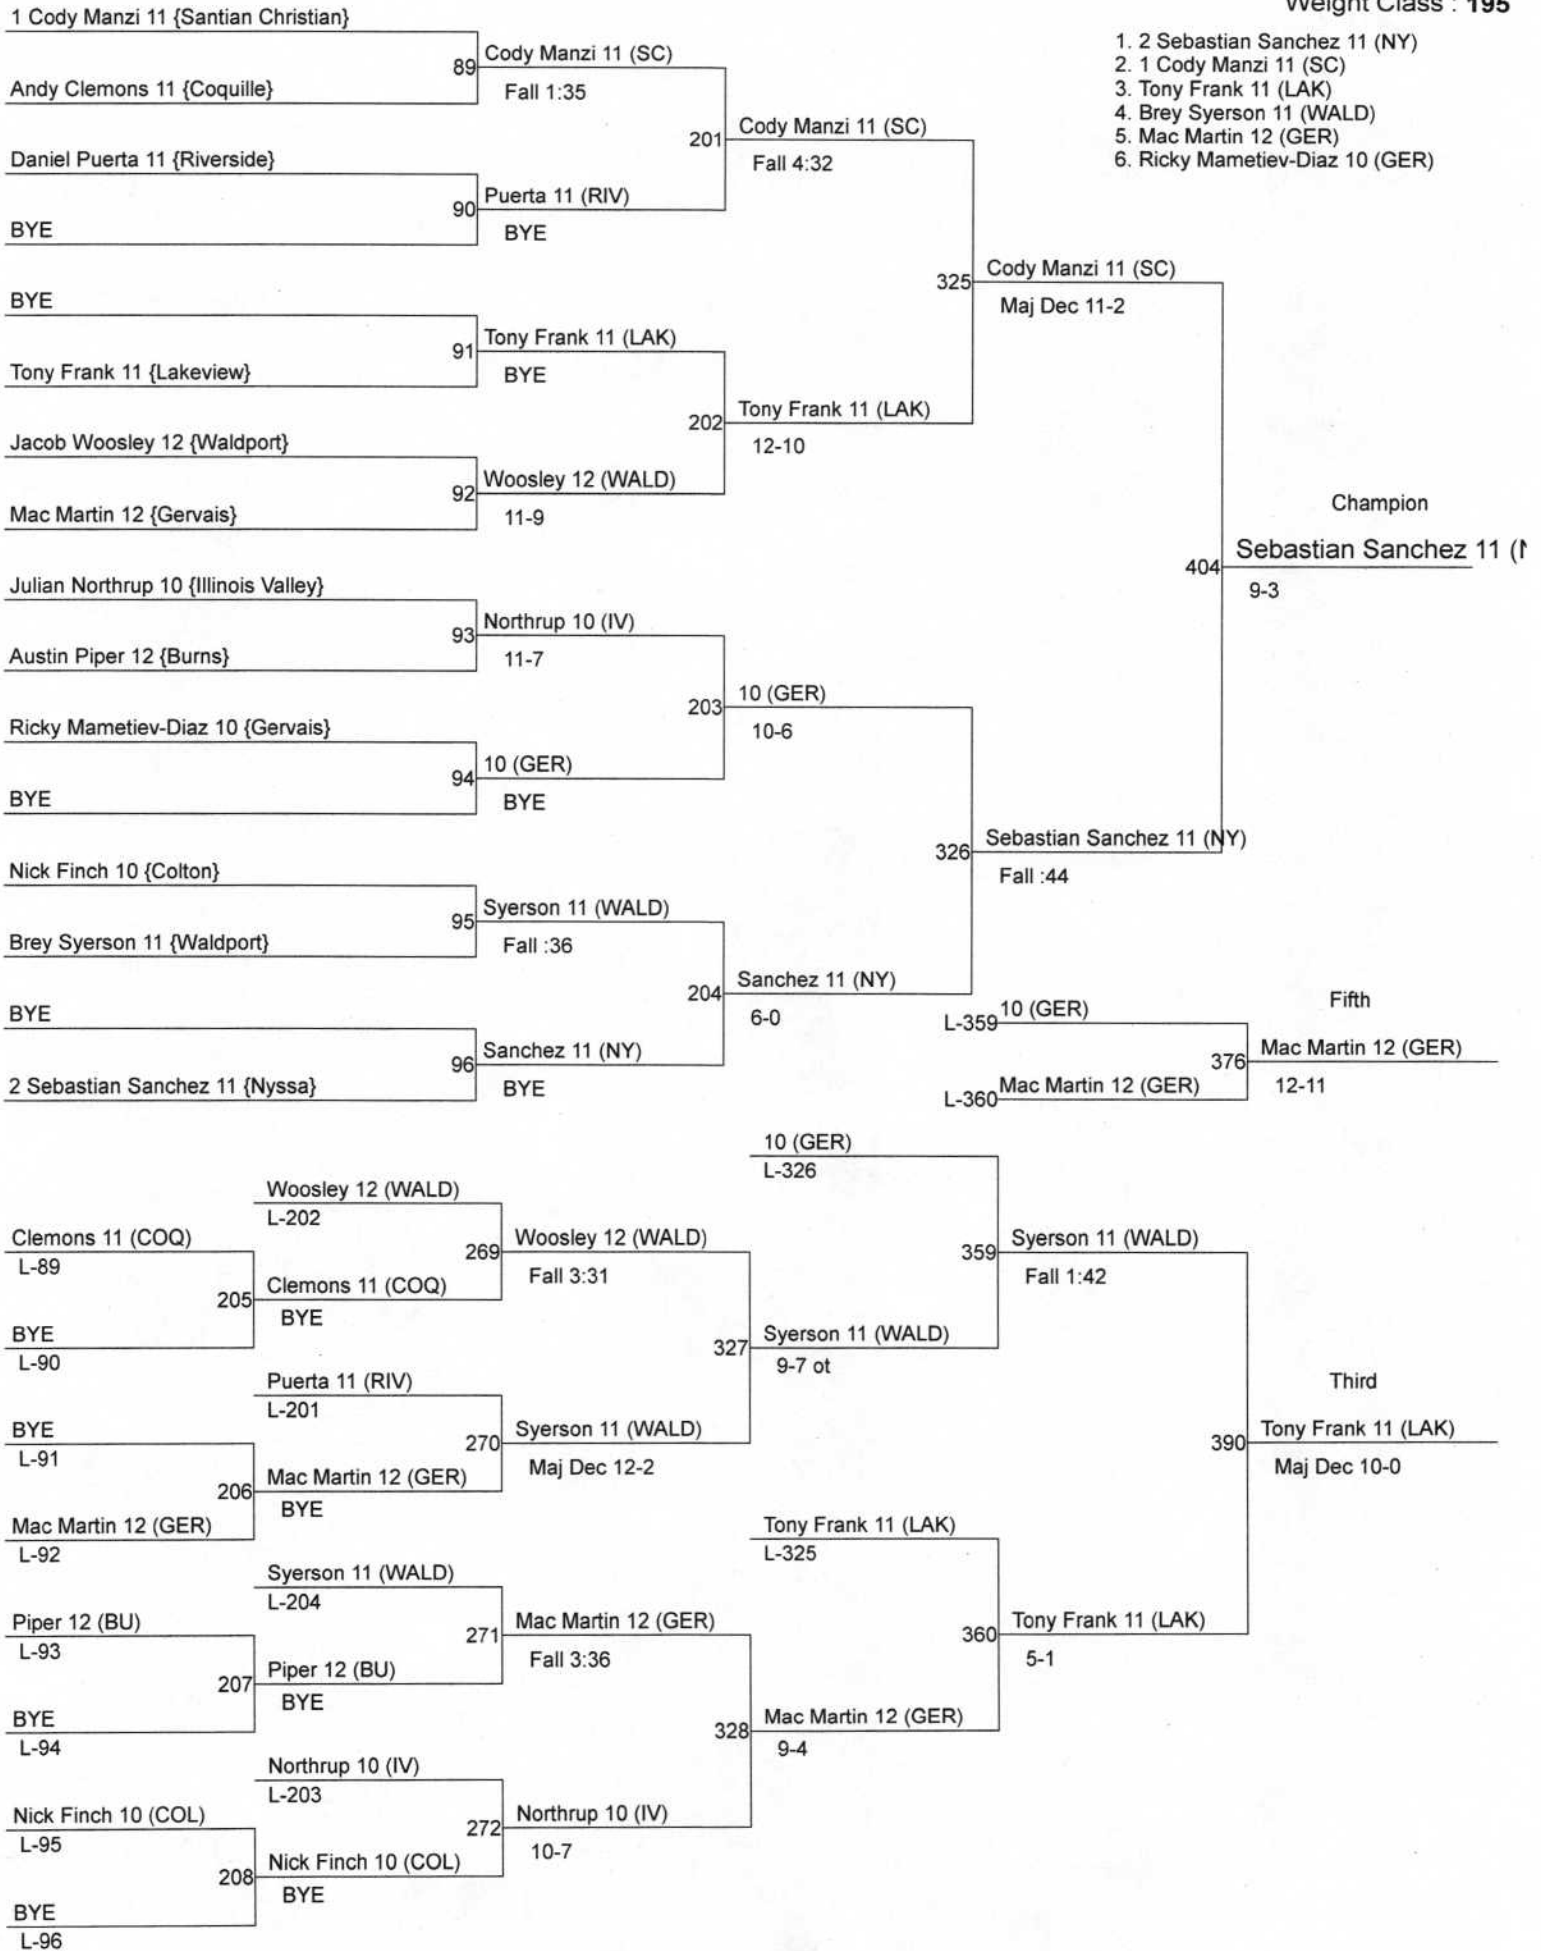 Weight Class : 195
1. 2 Sebastian Sanchez 11 (NY)
2. 1 Cody Manzi 11 (SC)
3. Tony Frank 11 (LAK)
4. Brey Syerson 11 (WALD)
5. Mac Martin 12 (GER)
6. Ricky Mametiev-Diaz 10 (GER)
1 Cody Manzi 11 {Santian Christian}
89
Cody Manzi 11 (SC)
Fall 1:35
Andy Clemons 11 {Coquille}
201
Cody Manzi 11 (SC)
Fall 4:32
Daniel Puerta 11 {Riverside}
90
Puerta 11 (RIV)
BYE
BYE
325
Cody Manzi 11 (SC)
Maj Dec 11-2
BYE
91
Tony Frank 11 (LAK)
BYE
Tony Frank 11 {Lakeview}
202
Tony Frank 11 (LAK)
12-10
Jacob Woosley 12 {Waldport}
92
Woosley 12 (WALD)
11-9
Mac Martin 12 {Gervais}
Champion
404
Sebastian Sanchez 11 (
9-3
Julian Northrup 10 {Illinois Valley}
93
Northrup 10 (IV)
11-7
Austin Piper 12 {Burns}
203
10 (GER)
10-6
Ricky Mametiev-Diaz 10 {Gervais}
94
10 (GER)
BYE
BYE
326
Sebastian Sanchez 11 (NY)
Fall :44
Nick Finch 10 {Colton}
95
Syerson 11 (WALD)
Fall :36
Brey Syerson 11 {Waldport}
204
Sanchez 11 (NY)
6-0
BYE
96
Sanchez 11 (NY)
BYE
2 Sebastian Sanchez 11 {Nyssa}
Fifth
L-359
10 (GER)
376
Mac Martin 12 (GER)
12-11
L-360
Mac Martin 12 (GER)
10 (GER)
L-326
Woosley 12 (WALD)
L-202
Clemons 11 (COQ)
L-89
269
Woosley 12 (WALD)
Fall 3:31
359
Syerson 11 (WALD)
Fall 1:42
205
Clemons 11 (COQ)
BYE
BYE
L-90
327
Syerson 11 (WALD)
9-7 ot
Puerta 11 (RIV)
L-201
Third
BYE
L-91
270
Syerson 11 (WALD)
Maj Dec 12-2
390
Tony Frank 11 (LAK)
Maj Dec 10-0
206
Mac Martin 12 (GER)
BYE
Mac Martin 12 (GER)
L-92
Tony Frank 11 (LAK)
L-325
Syerson 11 (WALD)
L-204
Piper 12 (BU)
L-93
271
Mac Martin 12 (GER)
Fall 3:36
360
Tony Frank 11 (LAK)
5-1
207
Piper 12 (BU)
BYE
BYE
L-94
328
Mac Martin 12 (GER)
9-4
Northrup 10 (IV)
L-203
Nick Finch 10 (COL)
L-95
272
Northrup 10 (IV)
10-7
208
Nick Finch 10 (COL)
BYE
BYE
L-96